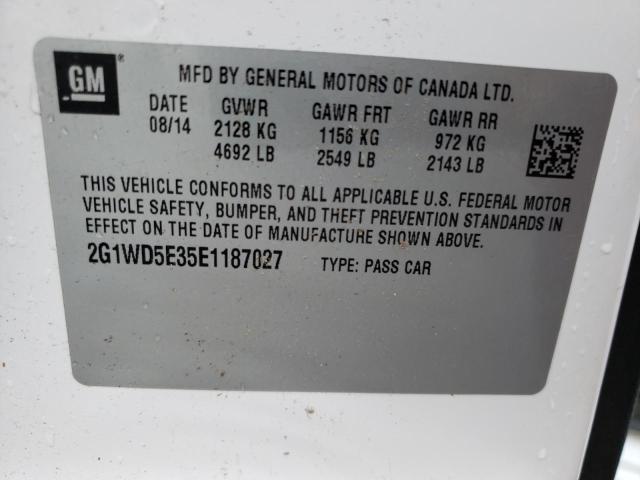 GM®
MFD BY GENERAL MOTORS OF CANADA LTD.
DATE GVWR GAWR FRT GAWR RR
08/14 2128 KG 1156 KG 972 KG
4692 LB 2549 LB 2143 LB
THIS VEHICLE CONFORMS TO ALL APPLICABLE U.S. FEDERAL MOTOR
VEHICLE SAFETY, BUMPER, AND THEFT PREVENTION STANDARDS IN
EFFECT ON THE DATE OF MANUFACTURE SHOWN ABOVE.
2G1WD5E35E1187027 TYPE: PASS CAR